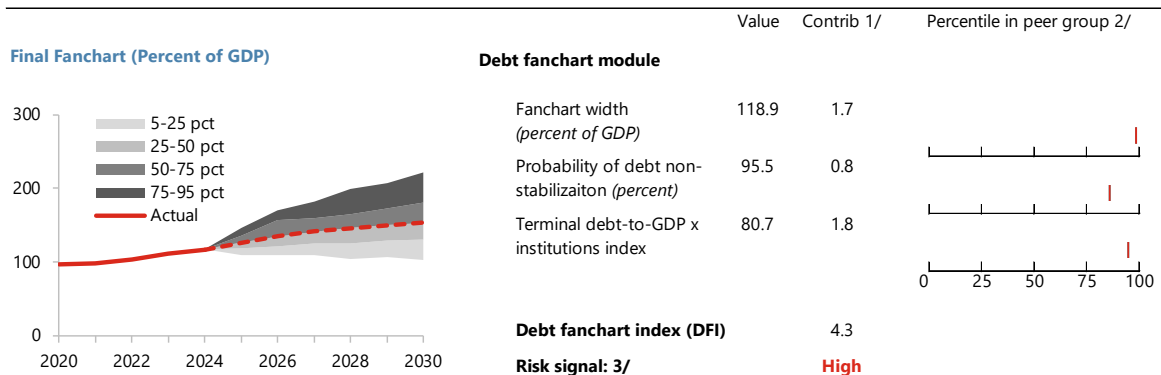 Value Contrib 1/ Percentile in peer group 2/
Final Fanchart (Percent of GDP)
300
200
100
0
2020 2022 2024 2026 2028 2030
5-25 pct
25-50 pct
50-75 pct
75-95 pct
Actual
Debt fanchart module
Fanchart width 118.9 1.7
(percent of GDP)
Probability of debt non- 95.5 0.8
stabilizaiton (percent)
Terminal debt-to-GDP x 80.7 1.8
institutions index
0 25 50 75 100
Debt fanchart index (DFI) 4.3
Risk signal: 3/ High